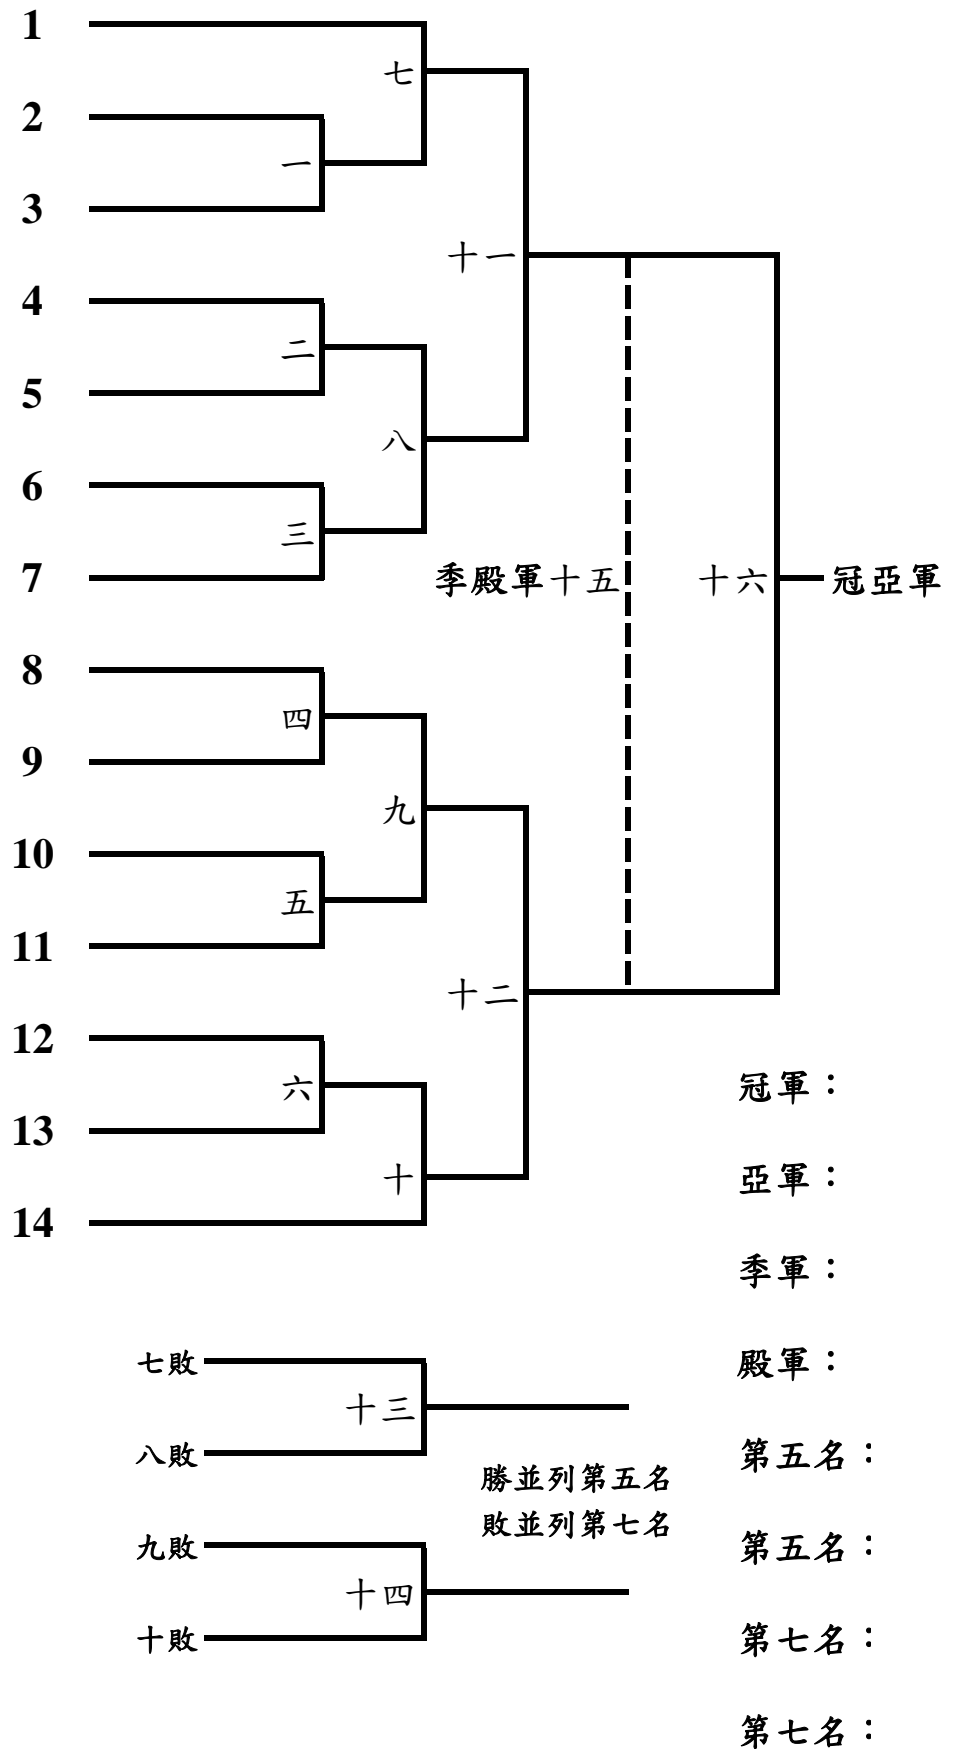 1
七
2
一
3
十一
4
二
5
八
6
三
7
季殿軍十五 十六 冠亞軍
8
四
9
九
10
五
11
十二
12
冠軍：
六
13
十
亞軍：
14
季軍：
七敗
殿軍：
十三
八敗
第五名：
勝並列第五名
敗並列第七名
九敗
第五名：
十四
十敗
第七名：
第七名：